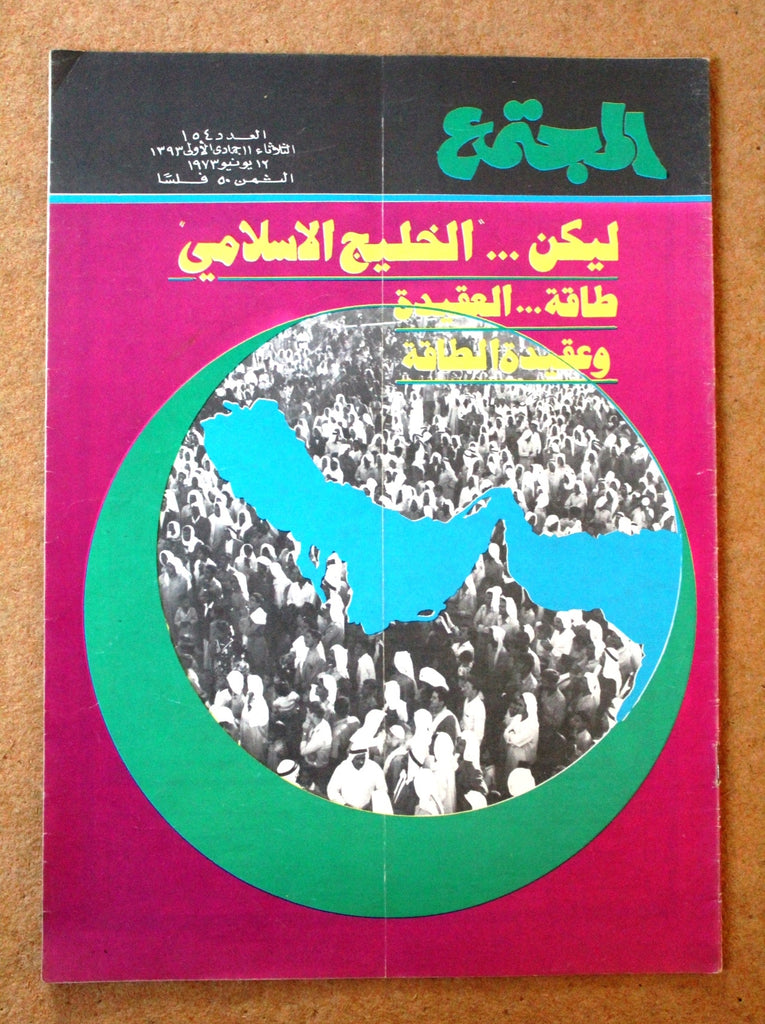 المجتمع
العدد ١٥٤
الثلاثاء ١١ جمادى الأولى ١٣٩٣
١٢ يونيو ١٩٧٣
الثمن ٥٠ فلسًا
ليكن ... "الخليج الاسلامي"
طاقة ... العقيدة
وعقيدة الطاقة